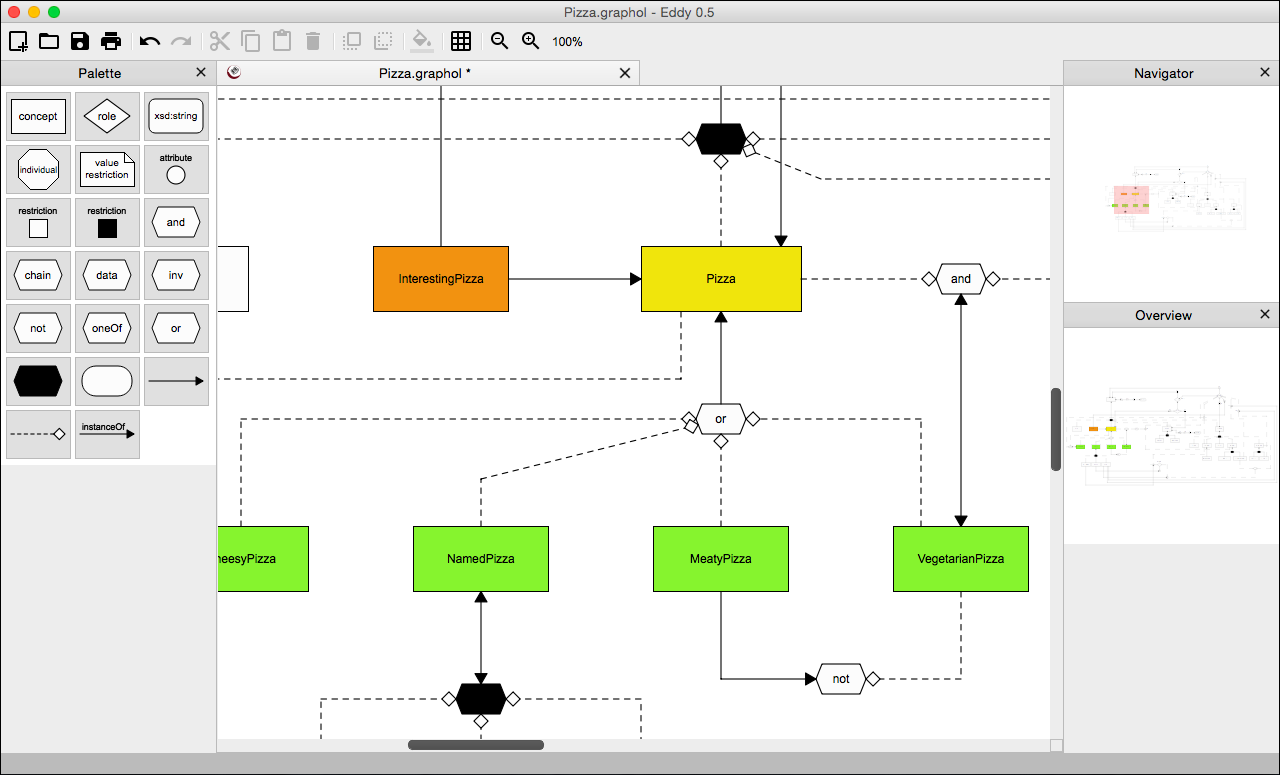 Pizza.graphol - Eddy 0.5
100%
Palette
Pizza.graphol *
Navigator
concept
role
xsd:string
individual
value
restriction
attribute
restriction
restriction
and
chain
data
inv
not
oneOf
or
instanceOf
InterestingPizza
Pizza
and
or
heesyPizza
NamedPizza
MeatyPizza
VegetarianPizza
not
Overview